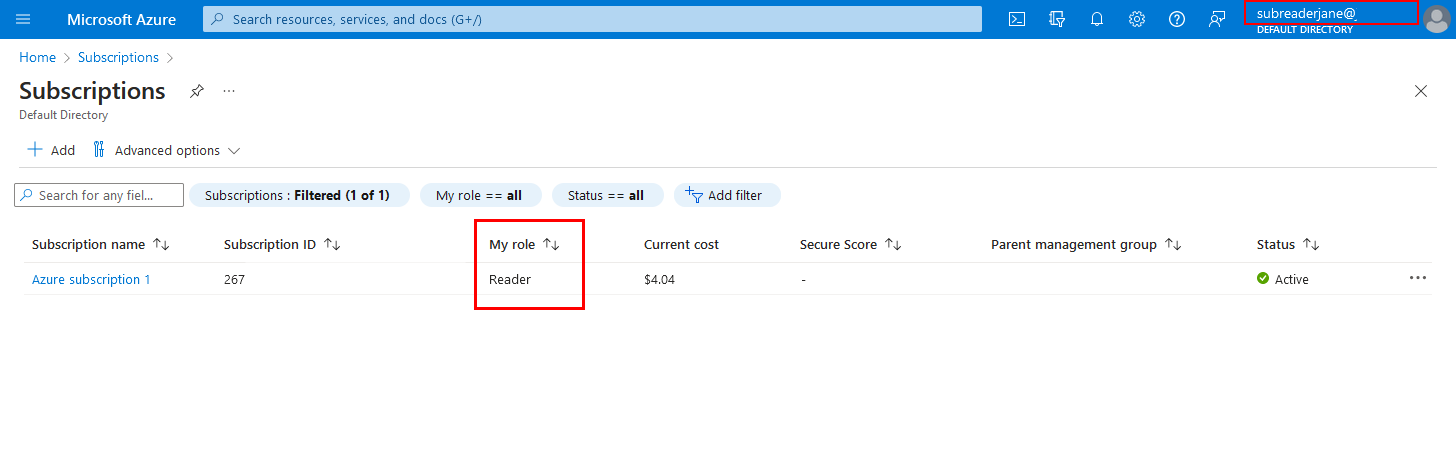 Microsoft Azure
Search resources, services, and docs (G+/)
subreaderjane@
DEFAULT DIRECTORY
Home > Subscriptions >
Subscriptions
...
Default Directory
+ Add
Advanced options
Search for any fiel...
Subscriptions : Filtered (1 of 1)
My role == all
Status == all
Add filter
Subscription name ↑↓ Subscription ID ↑↓ My role ↑↓ Current cost Secure Score ↑↓ Parent management group ↑↓ Status ↑↓
Azure subscription 1 267 Reader $4.04 - Active ...